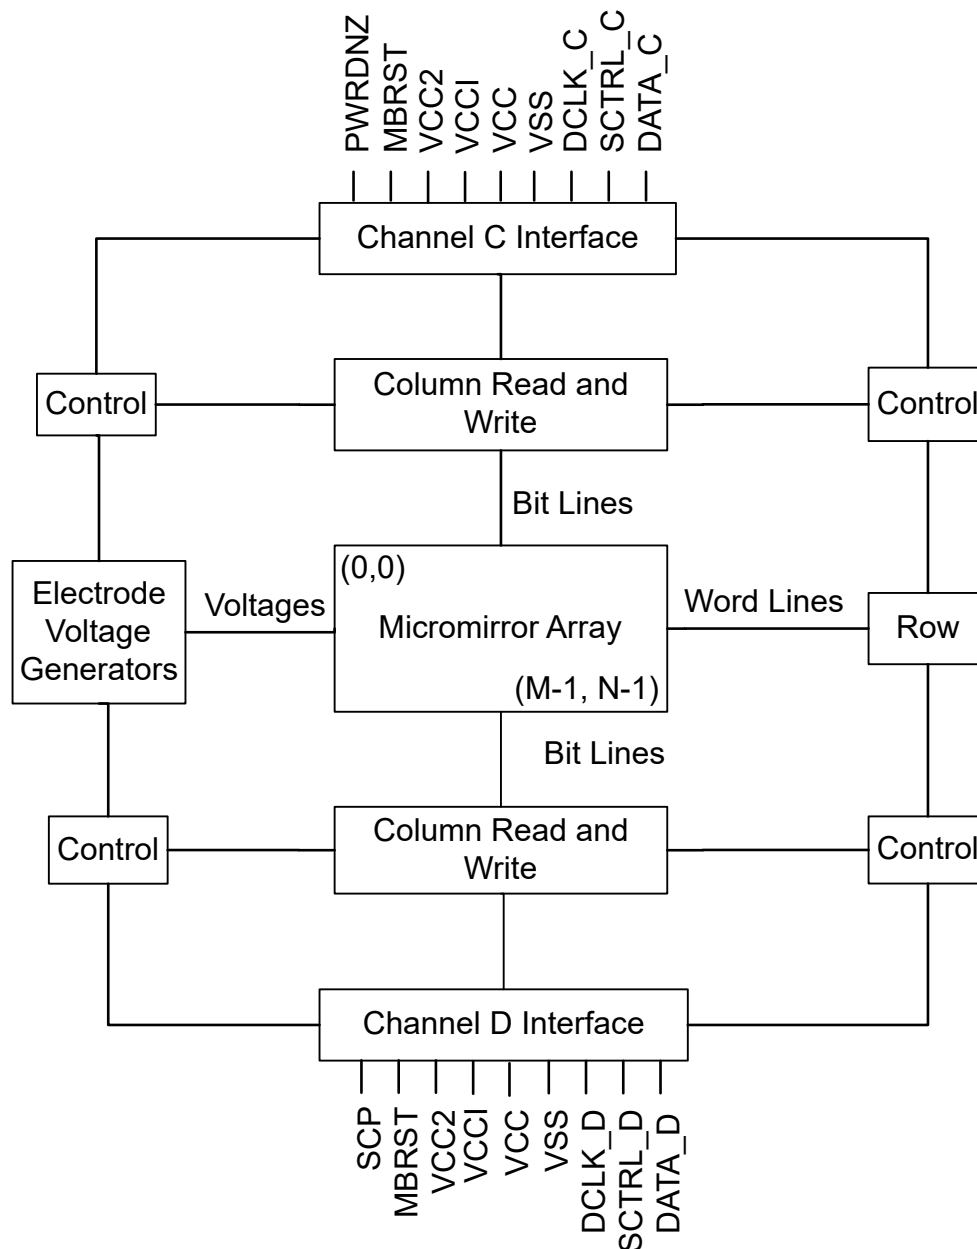 PWRDNZ
MBRST
VCC2
VCCI
VCC
VSS
DCLK_C
SCTRL_C
DATA_C
Channel C Interface
Control
Column Read and
Write
Control
Bit Lines
Electrode
Voltage
Generators
Voltages
(0,0)
Micromirror Array
(M-1, N-1)
Word Lines
Row
Bit Lines
Control
Column Read and
Write
Control
Channel D Interface
SCP
MBRST
VCC2
VCCI
VCC
VSS
DCLK_D
SCTRL_D
DATA_D